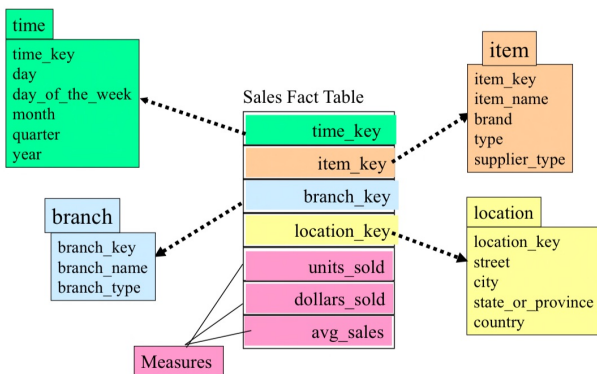 time
time_key
day
day_of_the_week
month
quarter
year
item
item_key
item_name
brand
type
supplier_type
Sales Fact Table
time_key
item_key
branch_key
location_key
units_sold
dollars_sold
avg_sales
branch
branch_key
branch_name
branch_type
location
location_key
street
city
state_or_province
country
Measures